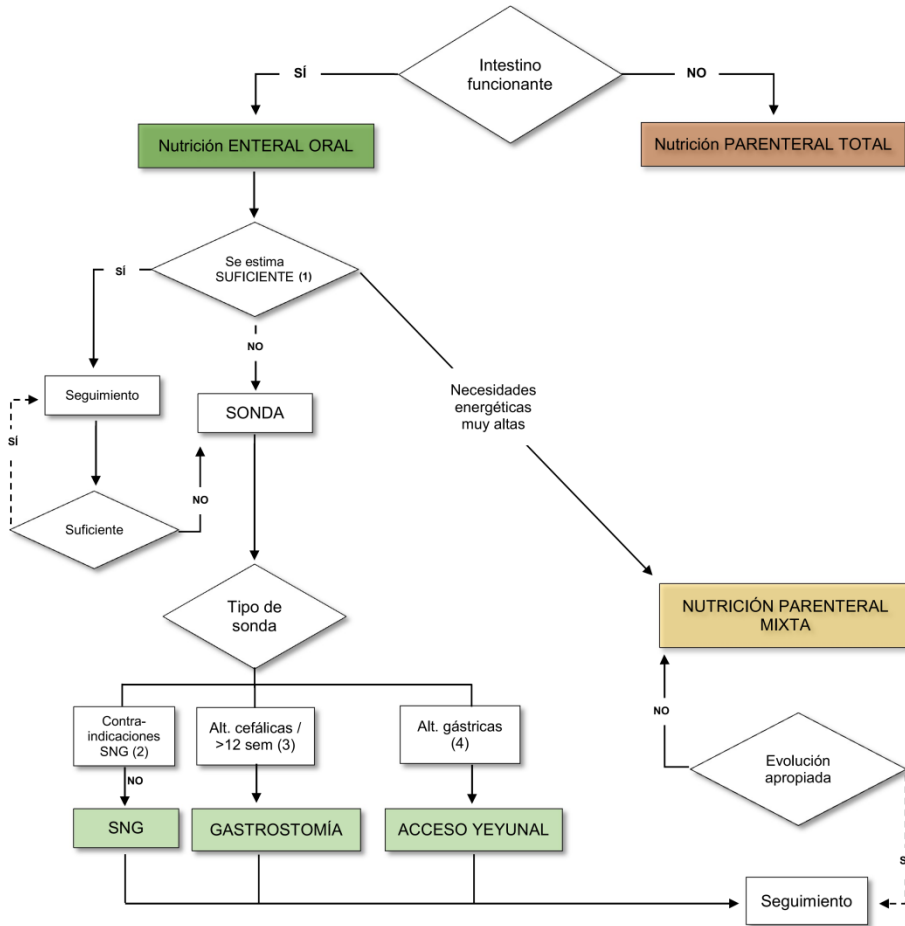 Intestino
funcionante
SÍ
NO
Nutrición ENTERAL ORAL
Nutrición PARENTERAL TOTAL
Se estima
SUFICIENTE (1)
SÍ
NO
Necesidades
energéticas
muy altas
Seguimiento
SONDA
SÍ
NO
Suficiente
Tipo de
sonda
NUTRICIÓN PARENTERAL
MIXTA
Contra-
indicaciones
SNG (2)
Alt. cefálicas /
>12 sem (3)
Alt. gástricas
(4)
NO
NO
Evolución
apropiada
SNG
GASTROSTOMÍA
ACCESO YEYUNAL
S
Seguimiento